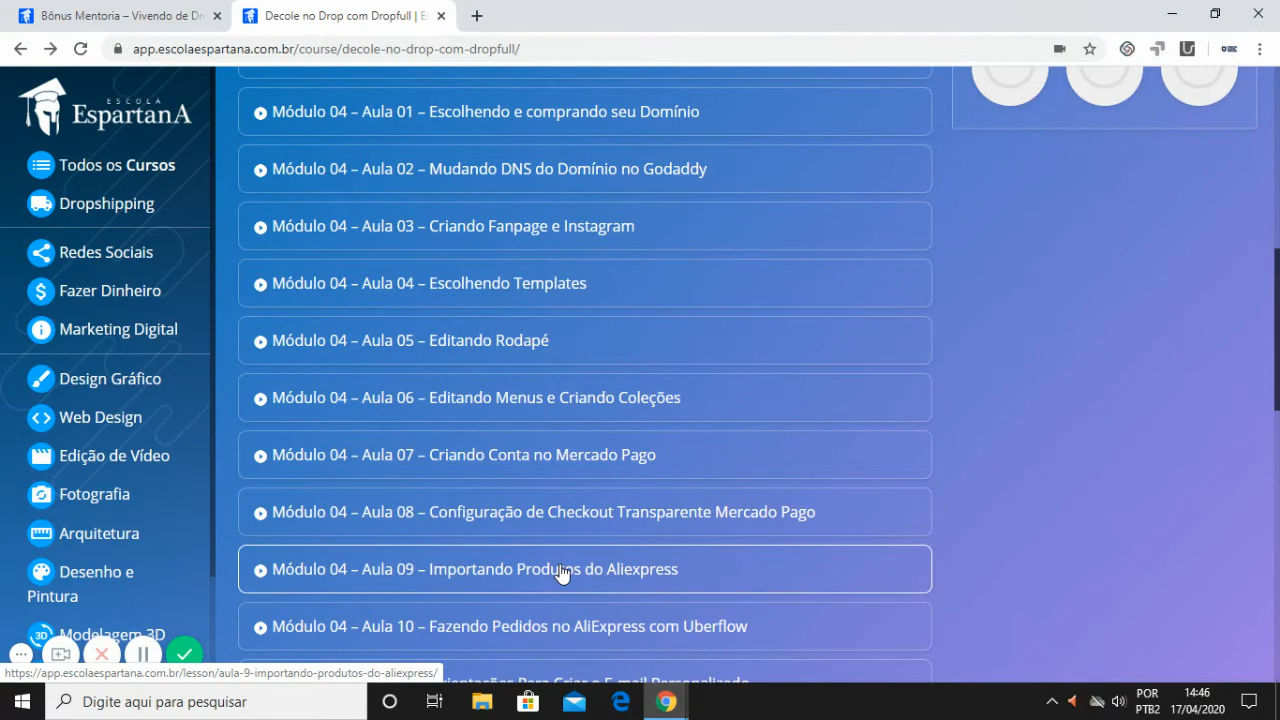 Bônus Mentoria – Vivendo de Dr
Decole no Drop com Dropfull | E
app.escolaespartana.com.br/course/decole-no-drop-com-dropfull/
ESCOLA
EspartanA
Todos os Cursos
Dropshipping
Redes Sociais
Fazer Dinheiro
Marketing Digital
Design Gráfico
Web Design
Edição de Vídeo
Fotografia
Arquitetura
Desenho e
Pintura
3D Modelagem 3D
Módulo 04 – Aula 01 – Escolhendo e comprando seu Domínio
Módulo 04 – Aula 02 – Mudando DNS do Domínio no Godaddy
Módulo 04 – Aula 03 – Criando Fanpage e Instagram
Módulo 04 – Aula 04 – Escolhendo Templates
Módulo 04 – Aula 05 – Editando Rodapé
Módulo 04 – Aula 06 – Editando Menus e Criando Coleções
Módulo 04 – Aula 07 – Criando Conta no Mercado Pago
Módulo 04 – Aula 08 – Configuração de Checkout Transparente Mercado Pago
Módulo 04 – Aula 09 – Importando Produtos do Aliexpress
Módulo 04 – Aula 10 – Fazendo Pedidos no AliExpress com Uberflow
Para Criar o E-mail Personalizado
https://app.escolaespartana.com.br/lesson/aula-9-importando-produtos-do-aliexpress/
Digite aqui para pesquisar
POR
PTB2
14:46
17/04/2020